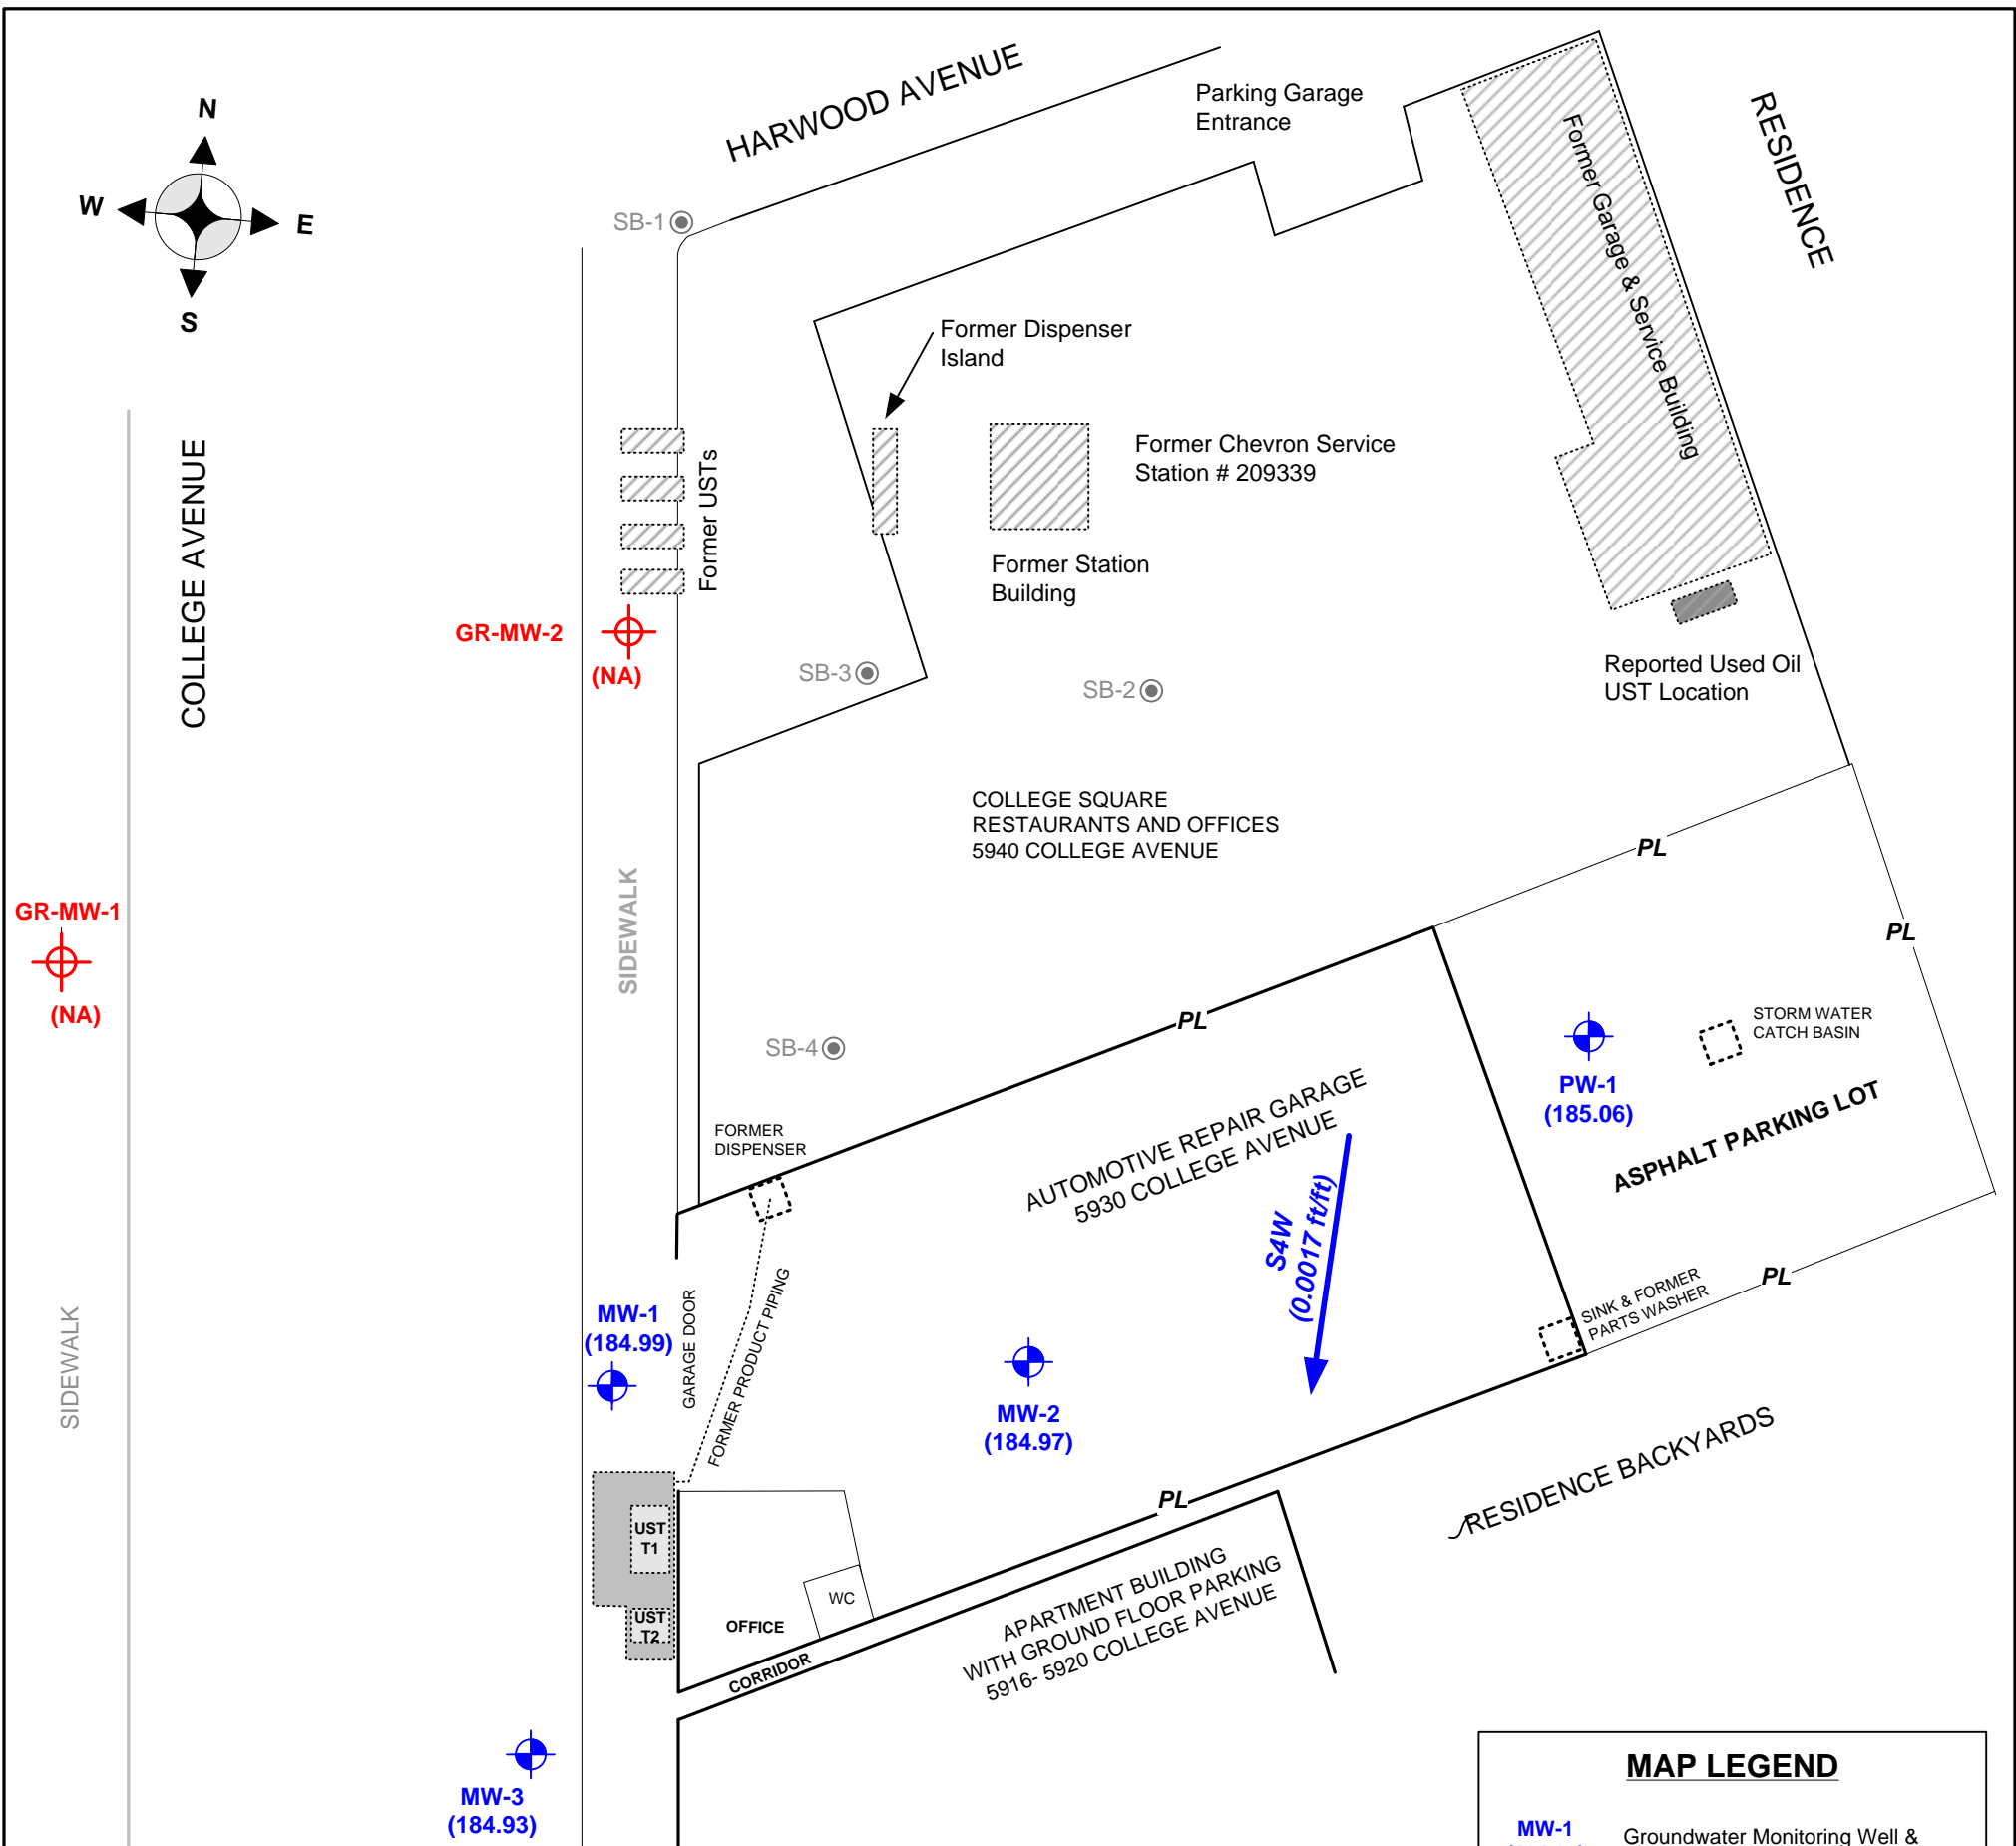 HARWOOD AVENUE
Parking Garage
Entrance
RESIDENCE
N
W
E
S
SB-1
Former Garage & Service Building
Former Dispenser
Island
COLLEGE AVENUE
Former USTs
Former Chevron Service
Station # 209339
Former Station
Building
GR-MW-2
(NA)
SB-3
SB-2
Reported Used Oil
UST Location
COLLEGE SQUARE
RESTAURANTS AND OFFICES
5940 COLLEGE AVENUE
PL
SIDEWALK
GR-MW-1
(NA)
PL
PL
STORM WATER
CATCH BASIN
SB-4
PW-1
(185.06)
ASPHALT PARKING LOT
FORMER
DISPENSER
AUTOMOTIVE REPAIR GARAGE
5930 COLLEGE AVENUE
S4W
(0.0017 ft/ft)
PL
SINK & FORMER
PARTS WASHER
MW-1
(184.99)
GARAGE DOOR
FORMER PRODUCT PIPING
SIDEWALK
MW-2
(184.97)
RESIDENCE BACKYARDS
PL
UST
T1
UST
T2
WC
OFFICE
CORRIDOR
APARTMENT BUILDING
WITH GROUND FLOOR PARKING
5916- 5920 COLLEGE AVENUE
MW-3
(184.93)
MAP LEGEND
MW-1
Groundwater Monitoring Well &